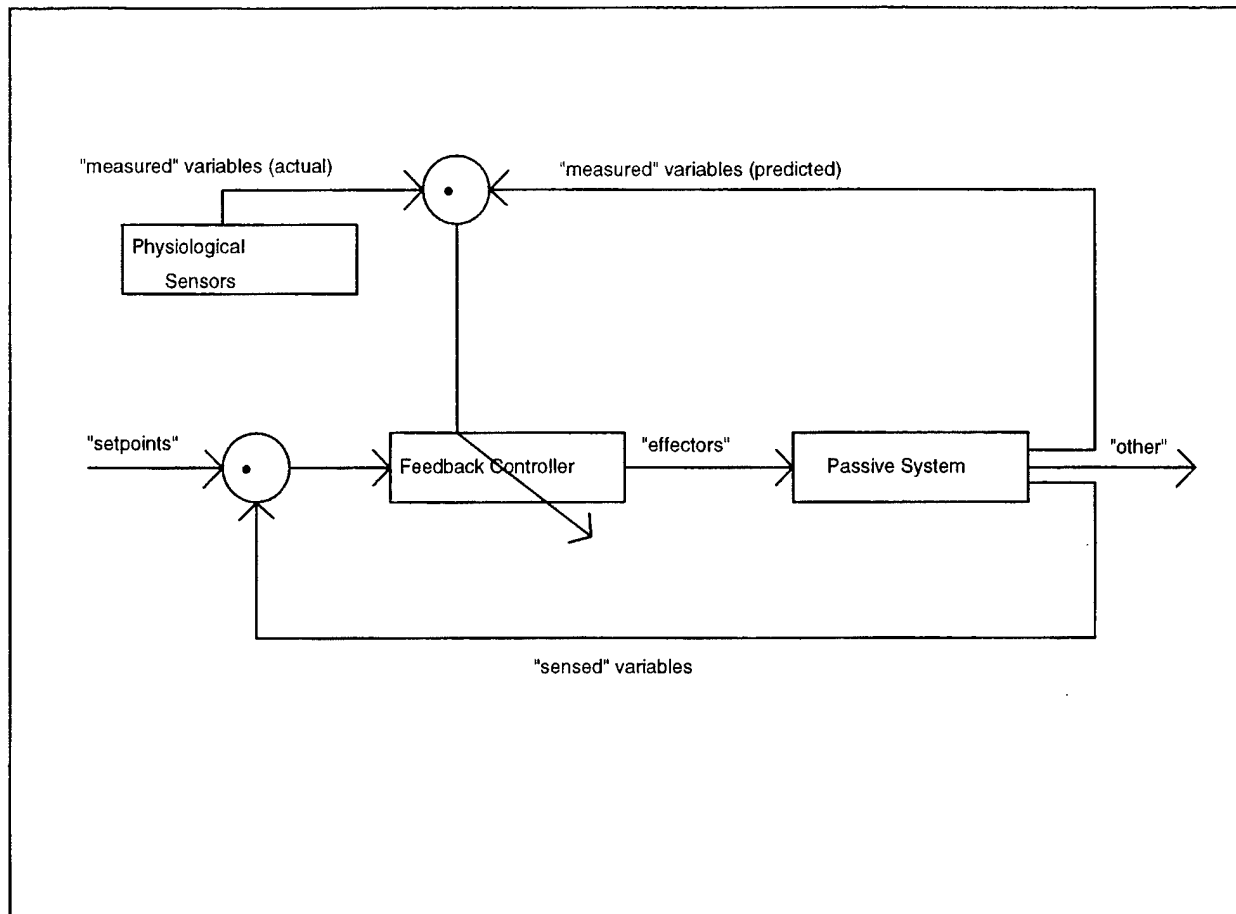 "measured" variables (actual)
"measured" variables (predicted)
Physiological
Sensors
"setpoints"
Feedback Controller
"effectors"
Passive System
"other"
"sensed" variables